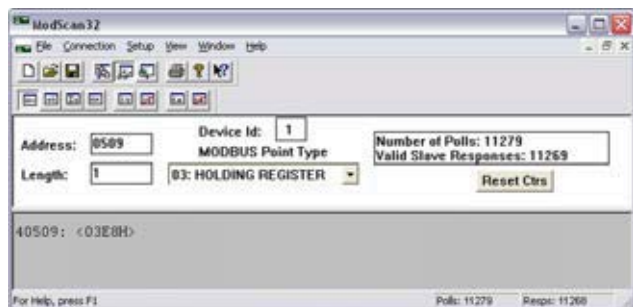 ModScan32
File Connection Setup View Window Help
Address: 0509
Device Id: 1
MODBUS Point Type
Length: 1
03: HOLDING REGISTER
Number of Polls: 11279
Valid Slave Responses: 11269
Reset Ctrs
40509: <03E8H>
For Help, press F1
Polls: 11279
Resps: 11268